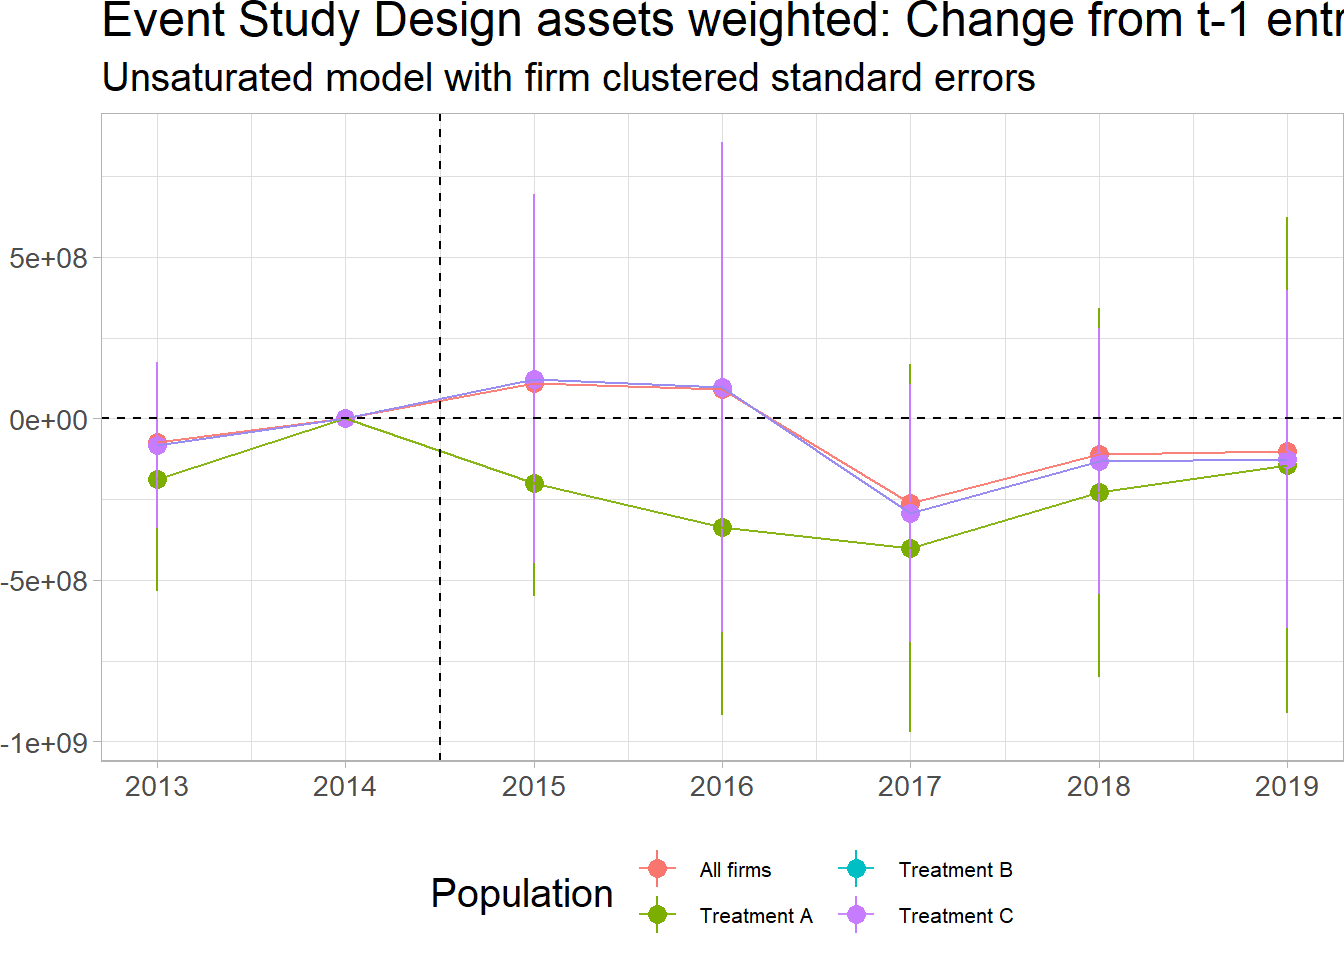 Event Study Design assets weighted: Change from t-1 entr
Unsaturated model with firm clustered standard errors
5e+08
0e+00
-5e+08
-1e+09
2013 2014 2015 2016 2017 2018 2019
Population
All firms Treatment B
Treatment A Treatment C